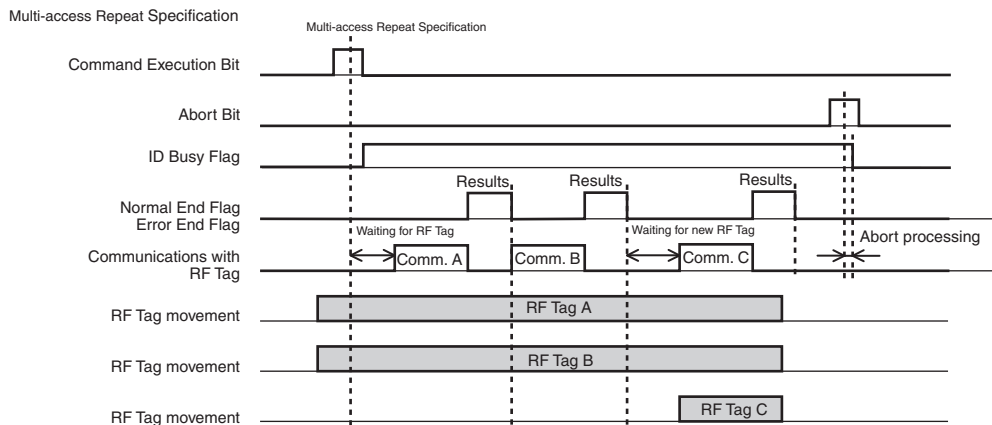 Multi-access Repeat Specification
Multi-access Repeat Specification
Command Execution Bit
Abort Bit
ID Busy Flag
Results
Results
Results
Normal End Flag
Error End Flag
Waiting for RF Tag
Waiting for new RF Tag
Abort processing
Communications with
RF Tag
Comm. A
Comm. B
Comm. C
RF Tag movement
RF Tag A
RF Tag movement
RF Tag B
RF Tag movement
RF Tag C